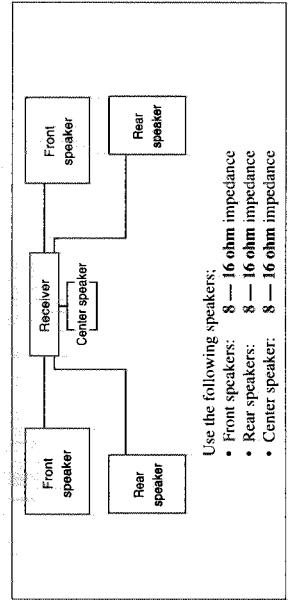 Front
speaker
Receiver
Front
speaker
Center speaker
Rear
speaker
Rear
speaker
Use the following speakers;
• Front speakers: 8 — 16 ohm impedance
• Rear speakers: 8 — 16 ohm impedance
• Center speaker: 8 — 16 ohm impedance